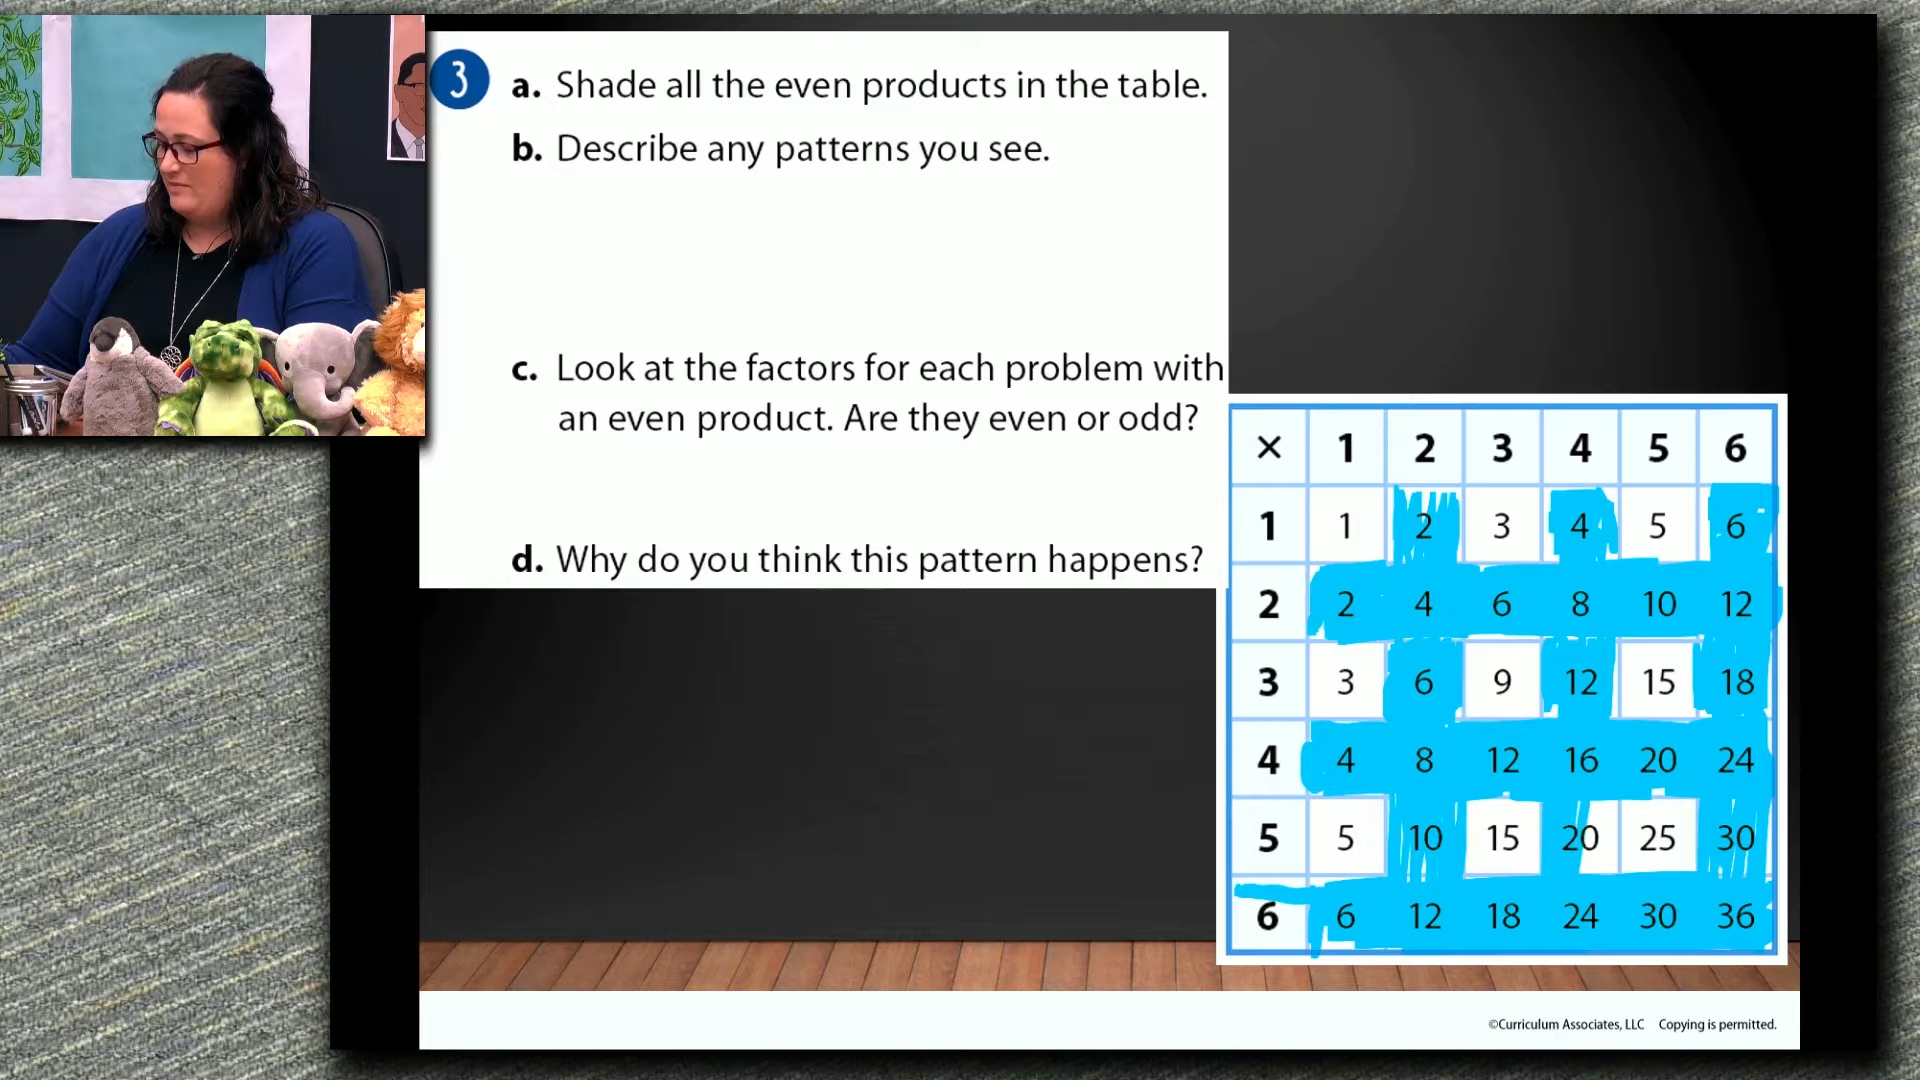 3
a. Shade all the even products in the table.
b. Describe any patterns you see.
c. Look at the factors for each problem with
an even product. Are they even or odd?
d. Why do you think this pattern happens?
× 1 2 3 4 5 6
1 1 2 3 4 5 6
2 2 4 6 8 10 12
3 3 6 9 12 15 18
4 4 8 12 16 20 24
5 5 10 15 20 25 30
6 6 12 18 24 30 36
©Curriculum Associates, LLC Copying is permitted.